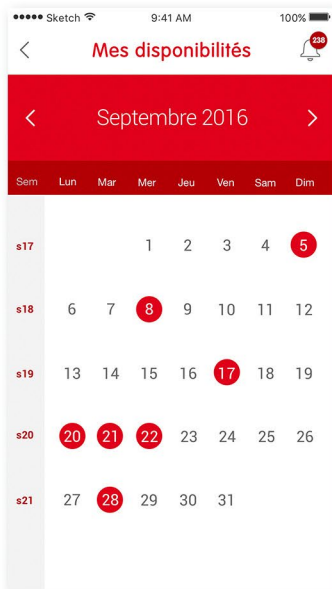 Sketch 9:41 AM 100%
Mes disponibilités 238
Septembre 2016
Sem Lun Mar Mer Jeu Ven Sam Dim
s17 1 2 3 4 5
s18 6 7 8 9 10 11 12
s19 13 14 15 16 17 18 19
s20 20 21 22 23 24 25 26
s21 27 28 29 30 31